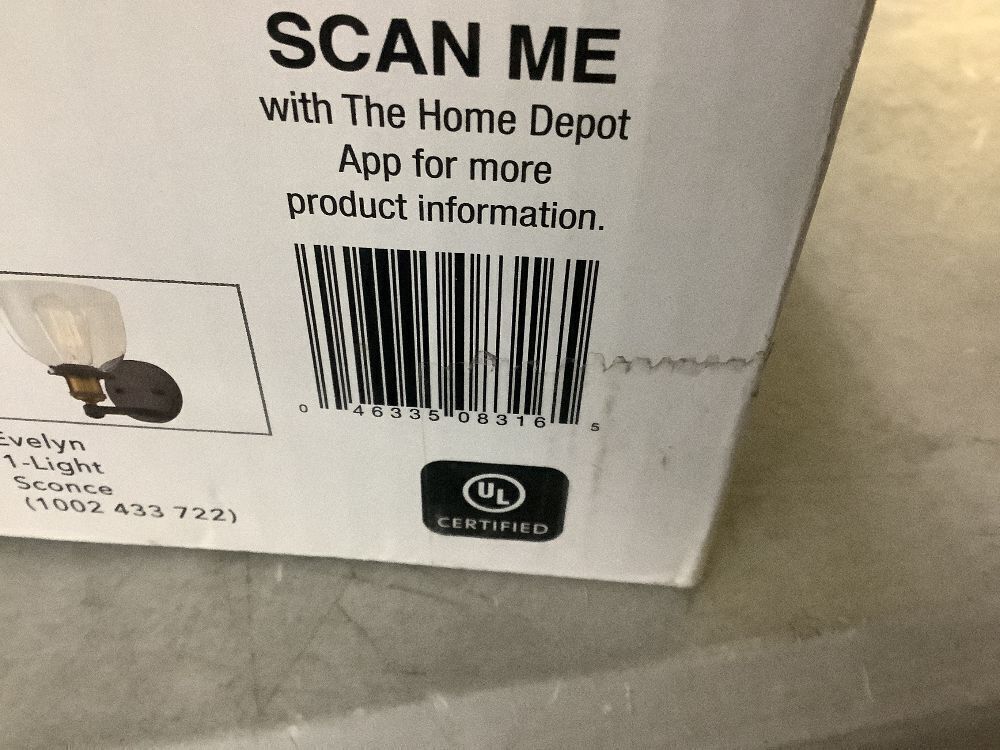 SCAN ME
with The Home Depot
App for more
product information.
0 46335 08316 5
Evelyn
1-Light
Sconce
(1002 433 722)
UL
CERTIFIED